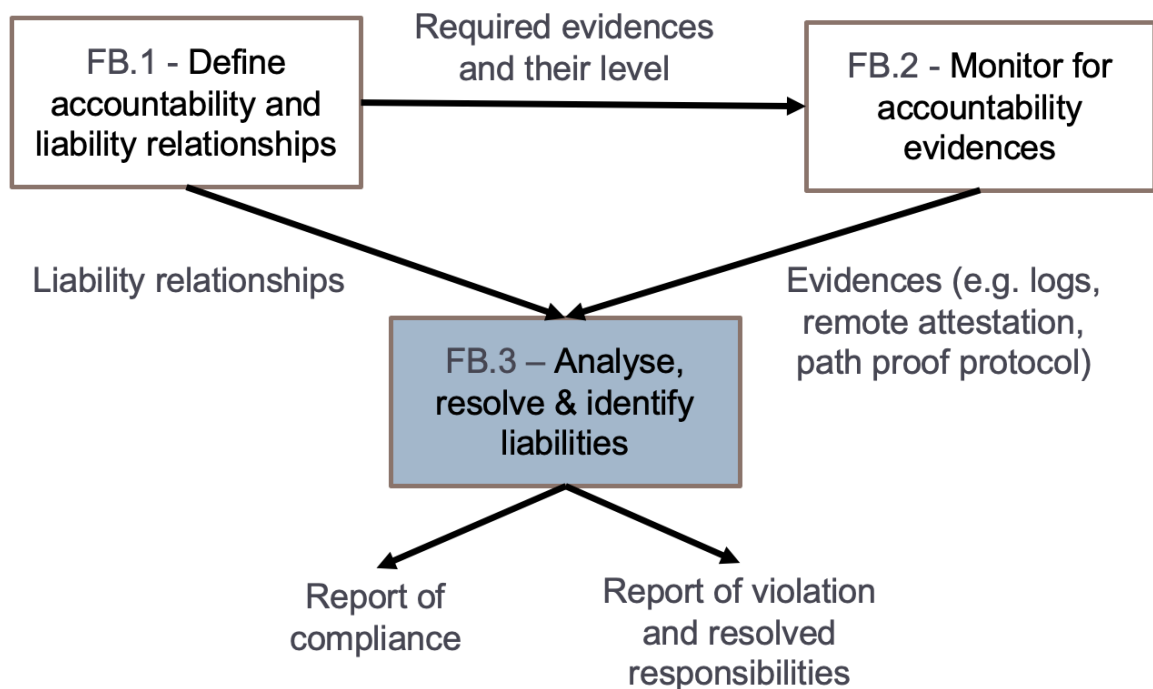 FB.1 - Define
accountability and
liability relationships
Required evidences
and their level
FB.2 - Monitor for
accountability
evidences
Liability relationships
Evidences (e.g. logs,
remote attestation,
path proof protocol)
FB.3 – Analyse,
resolve & identify
liabilities
Report of
compliance
Report of violation
and resolved
responsibilities